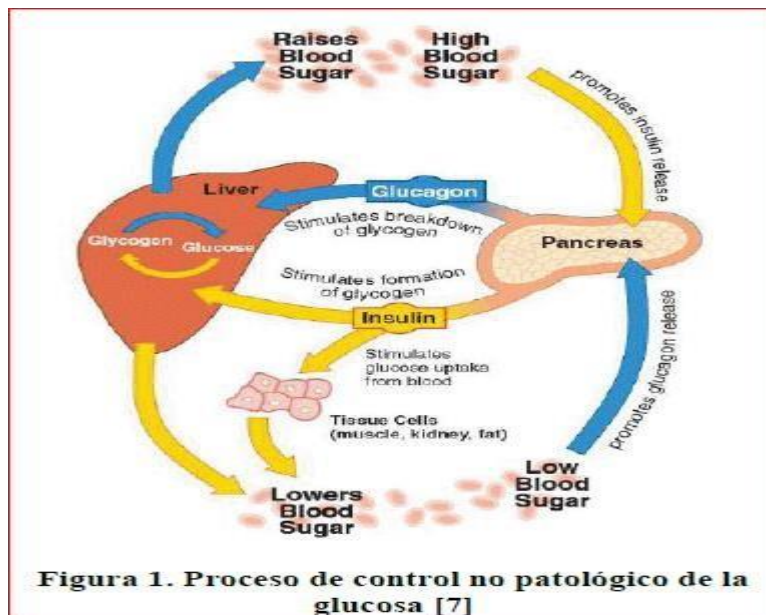 Raises
Blood
Sugar
High
Blood
Sugar
promotes insulin release
Liver
Glucagon
Stimulates breakdown
of glycogen
Glycogen
Glucose
Pancreas
Stimulates formation
of glycogen
Insulin
Stimulates
glucose uptake
from blood
Tissue Cells
(muscle, kidney, fat)
promotes glucagon release
Lowers
Blood
Sugar
Low
Blood
Sugar
Figura 1. Proceso de control no patológico de la
glucosa [7]